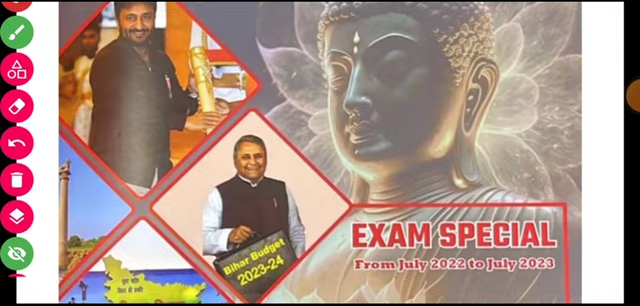 Bihar Budget
2023-24
EXAM SPECIAL
From July 2022 to July 2023